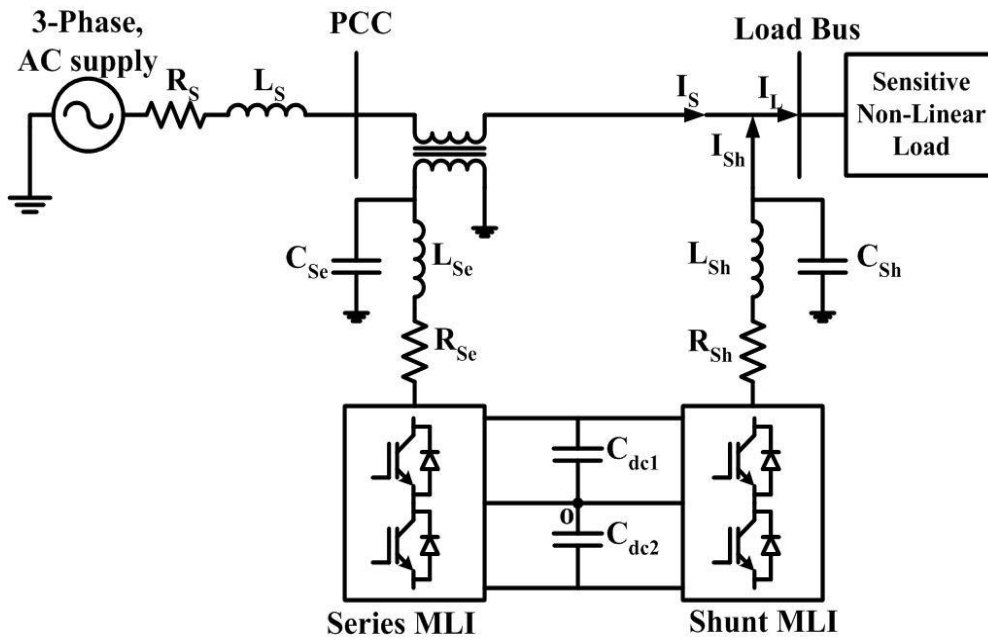 3-Phase,
AC supply
R_S
L_S
PCC
I_S
I_L
I_Sh
Load Bus
Sensitive
Non-Linear
Load
C_Se
L_Se
R_Se
L_Sh
C_Sh
R_Sh
C_dc1
o
C_dc2
Series MLI
Shunt MLI